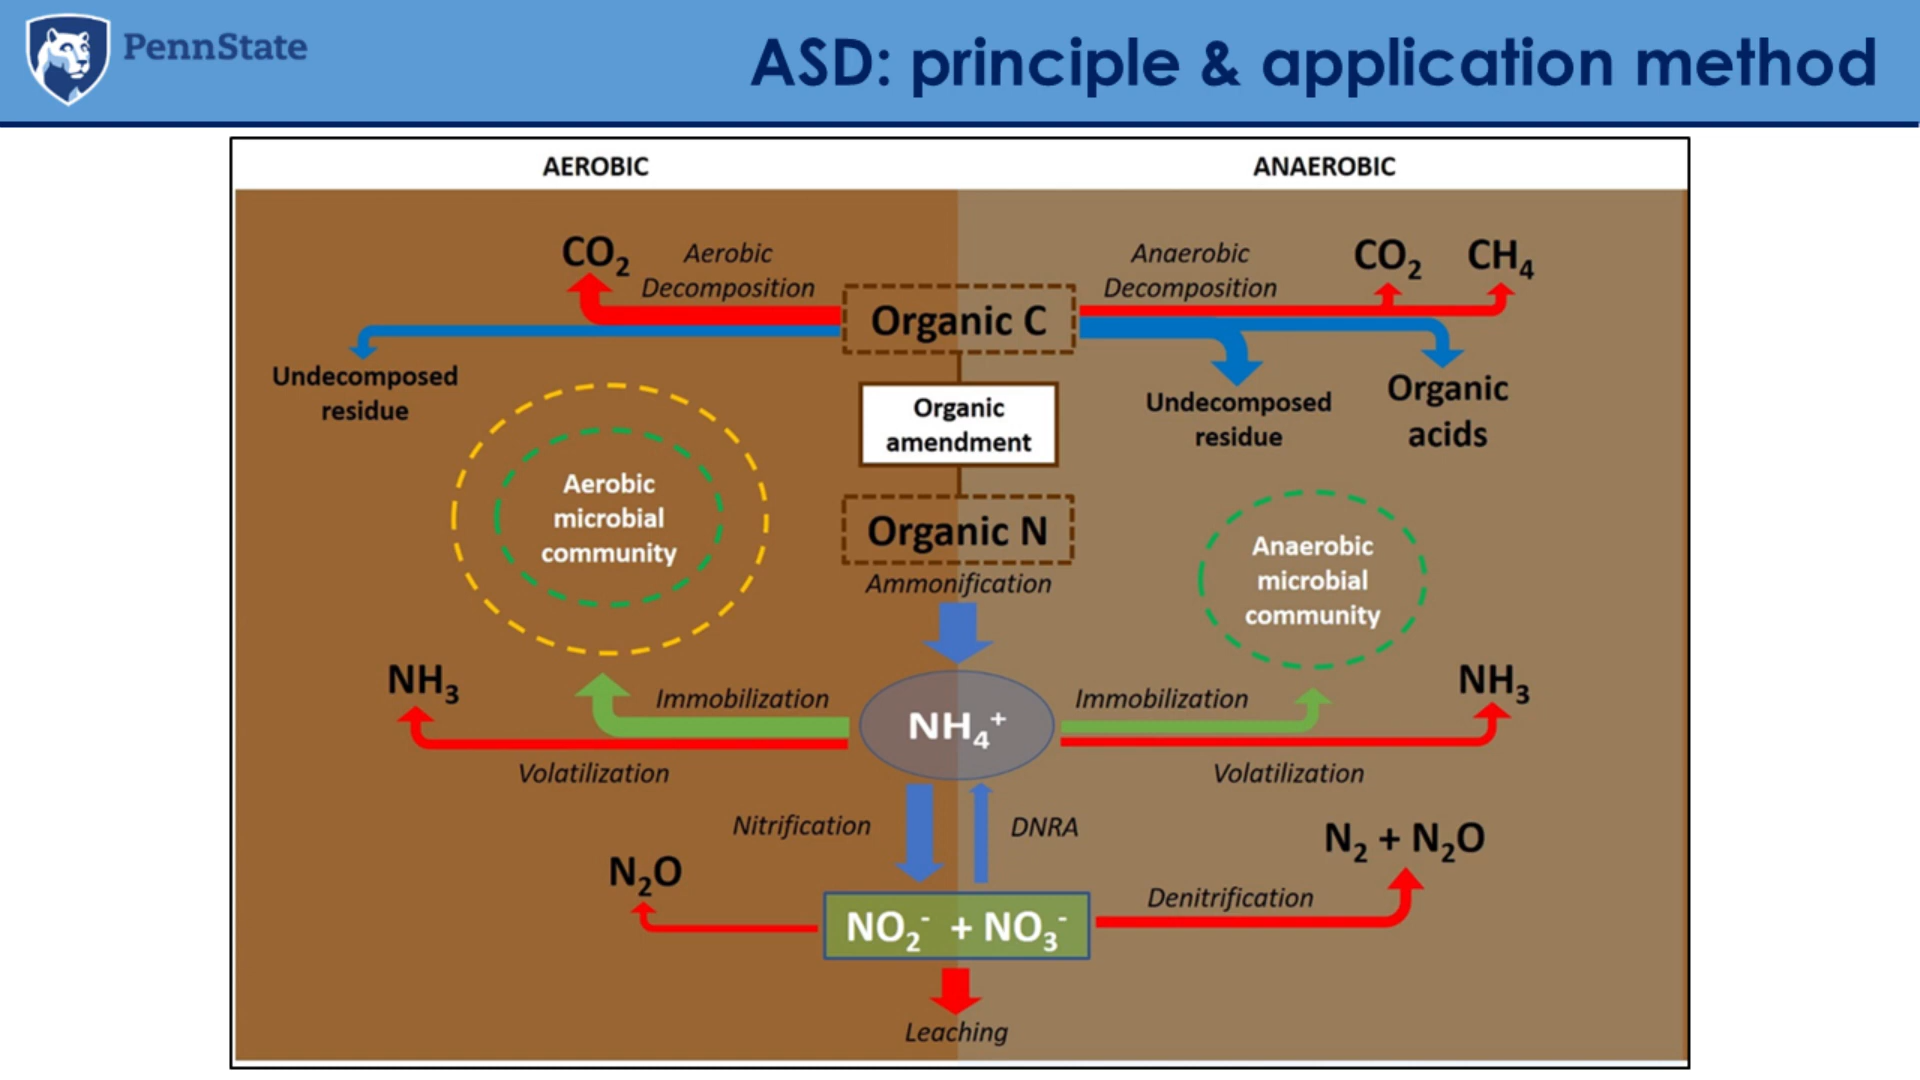 PennState
ASD: principle & application method
AEROBIC
ANAEROBIC
CO₂
Aerobic
Decomposition
Anaerobic
Decomposition
CO₂
CH₄
Organic C
Undecomposed
residue
Organic
amendment
Undecomposed
residue
Organic
acids
Aerobic
microbial
community
Organic N
Ammonification
Anaerobic
microbial
community
NH₃
Immobilization
NH₄⁺
Immobilization
NH₃
Volatilization
Volatilization
Nitrification
DNRA
N₂ + N₂O
N₂O
Denitrification
NO₂⁻ + NO₃⁻
Leaching